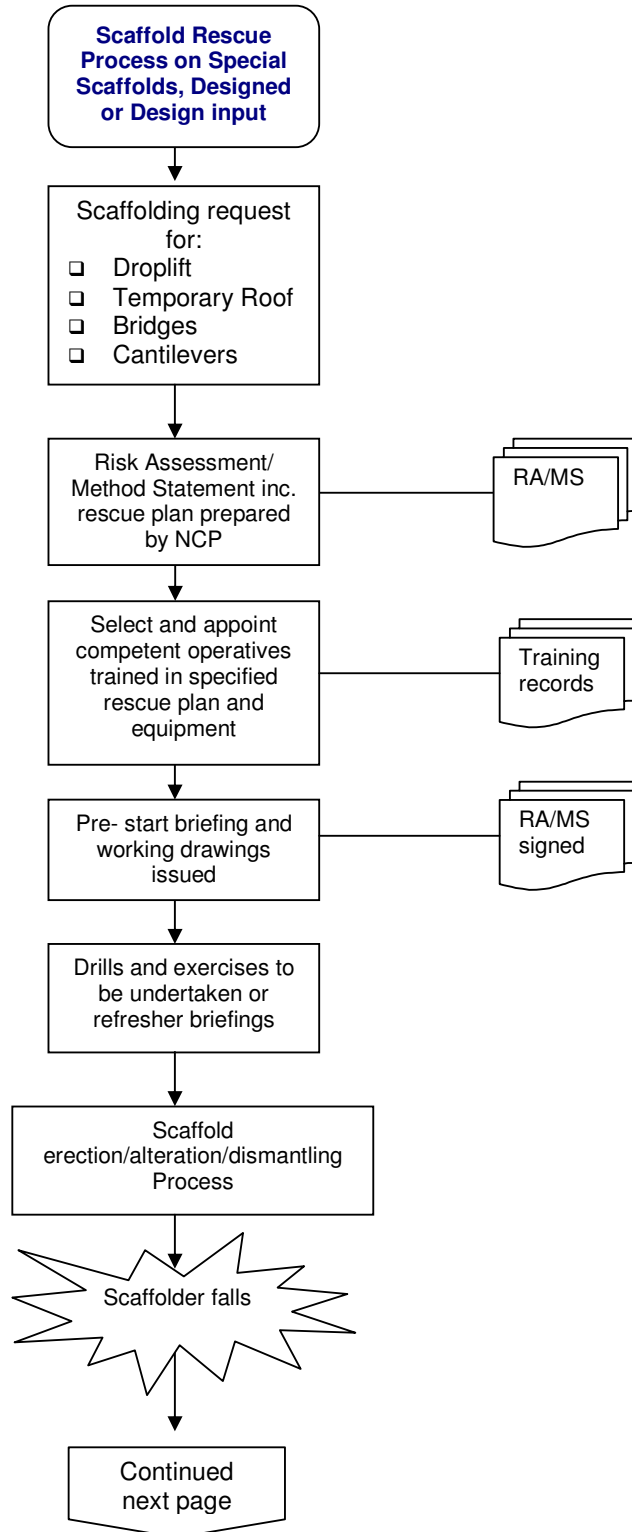 Scaffold Rescue
Process on Special
Scaffolds, Designed
or Design input
Scaffolding request
for:
❑ Droplift
❑ Temporary Roof
❑ Bridges
❑ Cantilevers
Risk Assessment/
Method Statement inc.
rescue plan prepared
by NCP
RA/MS
Select and appoint
competent operatives
trained in specified
rescue plan and
equipment
Training
records
Pre- start briefing and
working drawings
issued
RA/MS
signed
Drills and exercises to
be undertaken or
refresher briefings
Scaffold
erection/alteration/dismantling
Process
Scaffolder falls
Continued
next page